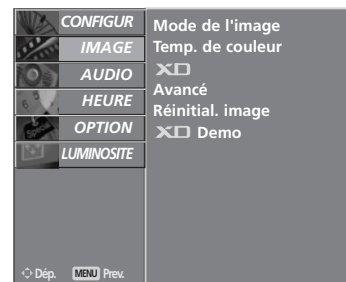 CONFIGUR
IMAGE
AUDIO
HEURE
OPTION
LUMINOSITE
Mode de l'image
Temp. de couleur
XD
Avancé
Réinitial. image
XD Demo
Dép. MENU Prev.